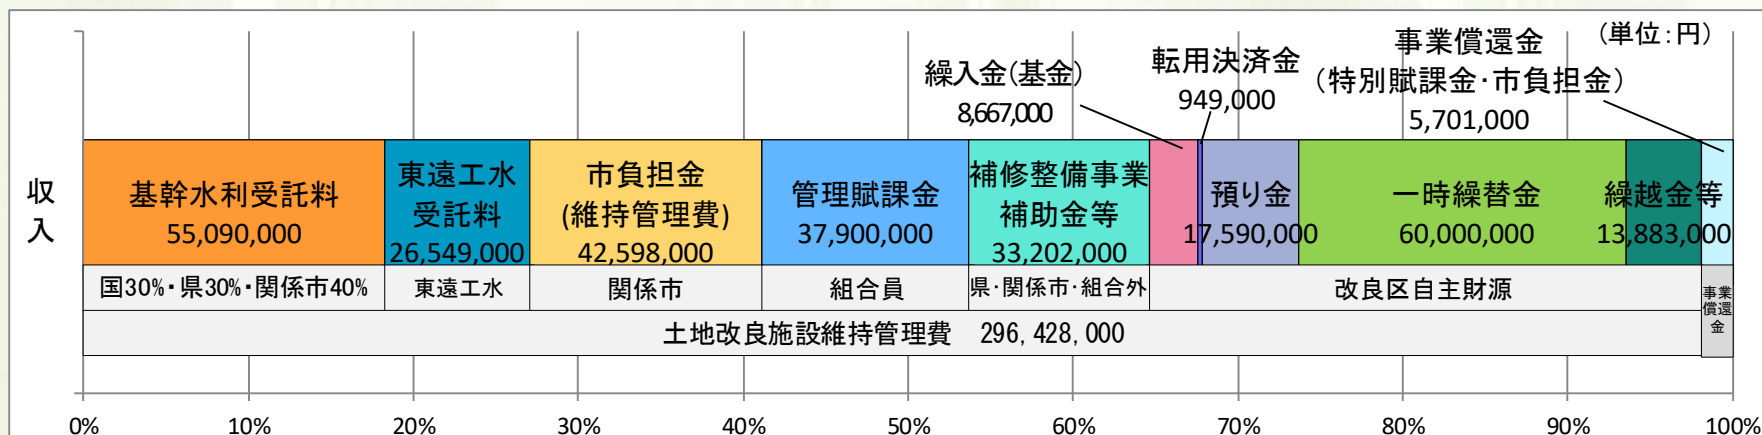 (単位:円)
収
入
基幹水利受託料
55,090,000
東遠工水
受託料
26,549,000
市負担金
(維持管理費)
42,598,000
管理賦課金
37,900,000
補修整備事業
補助金等
33,202,000
繰入金(基金)
8,667,000
転用決済金
949,000
預り金
17,590,000
一時繰替金
60,000,000
繰越金等
13,883,000
事業償還金
(特別賦課金・市負担金)
5,701,000
国30%・県30%・関係市40%
東遠工水
関係市
組合員
県・関係市・組合外
改良区自主財源
事業
償還
金
土地改良施設維持管理費 296,428,000
0% 10% 20% 30% 40% 50% 60% 70% 80% 90% 100%